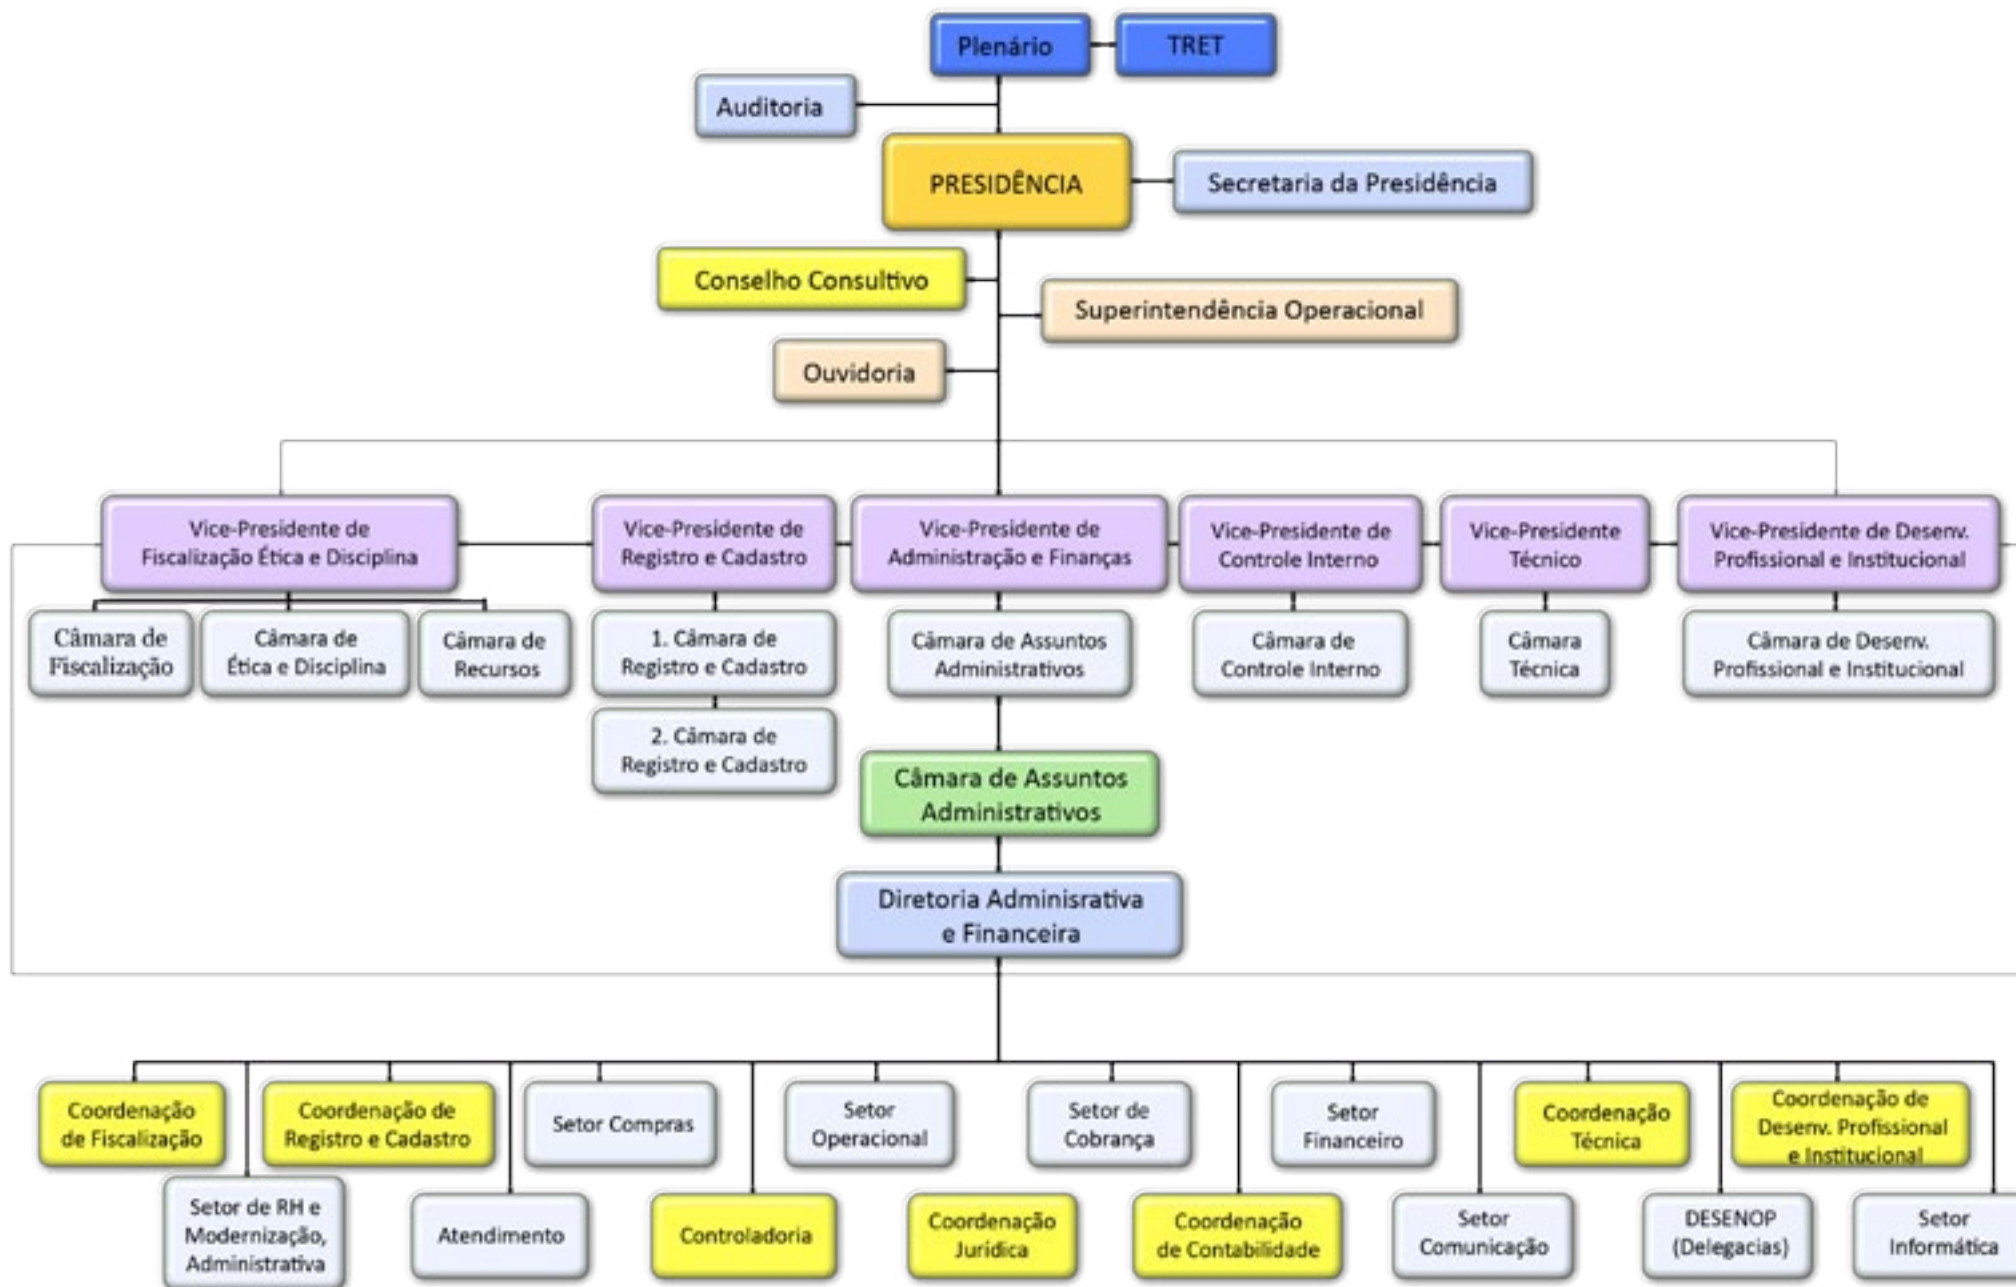 Plenário
TRET
Auditoria
PRESIDÊNCIA
Secretaria da Presidência
Conselho Consultivo
Superintendência Operacional
Ouvidoria
Vice-Presidente de
Fiscalização Ética e Disciplina
Vice-Presidente de
Registro e Cadastro
Vice-Presidente de
Administração e Finanças
Vice-Presidente de
Controle Interno
Vice-Presidente
Técnico
Vice-Presidente de Desenv.
Profissional e Institucional
Câmara de
Fiscalização
Câmara de
Ética e Disciplina
Câmara de
Recursos
1. Câmara de
Registro e Cadastro
Câmara de Assuntos
Administrativos
Câmara de
Controle Interno
Câmara
Técnica
Câmara de Desenv.
Profissional e Institucional
2. Câmara de
Registro e Cadastro
Câmara de Assuntos
Administrativos
Diretoria Adminisrativa
e Financeira
Coordenação
de Fiscalização
Coordenação de
Registro e Cadastro
Setor Compras
Setor
Operacional
Setor de
Cobrança
Setor
Financeiro
Coordenação
Técnica
Coordenação de
Desenv. Profissional
e Institucional
Setor de RH e
Modernização,
Administrativa
Atendimento
Controladoria
Coordenação
Jurídica
Coordenação
de Contabilidade
Setor
Comunicação
DESENOP
(Delegacias)
Setor
Informática